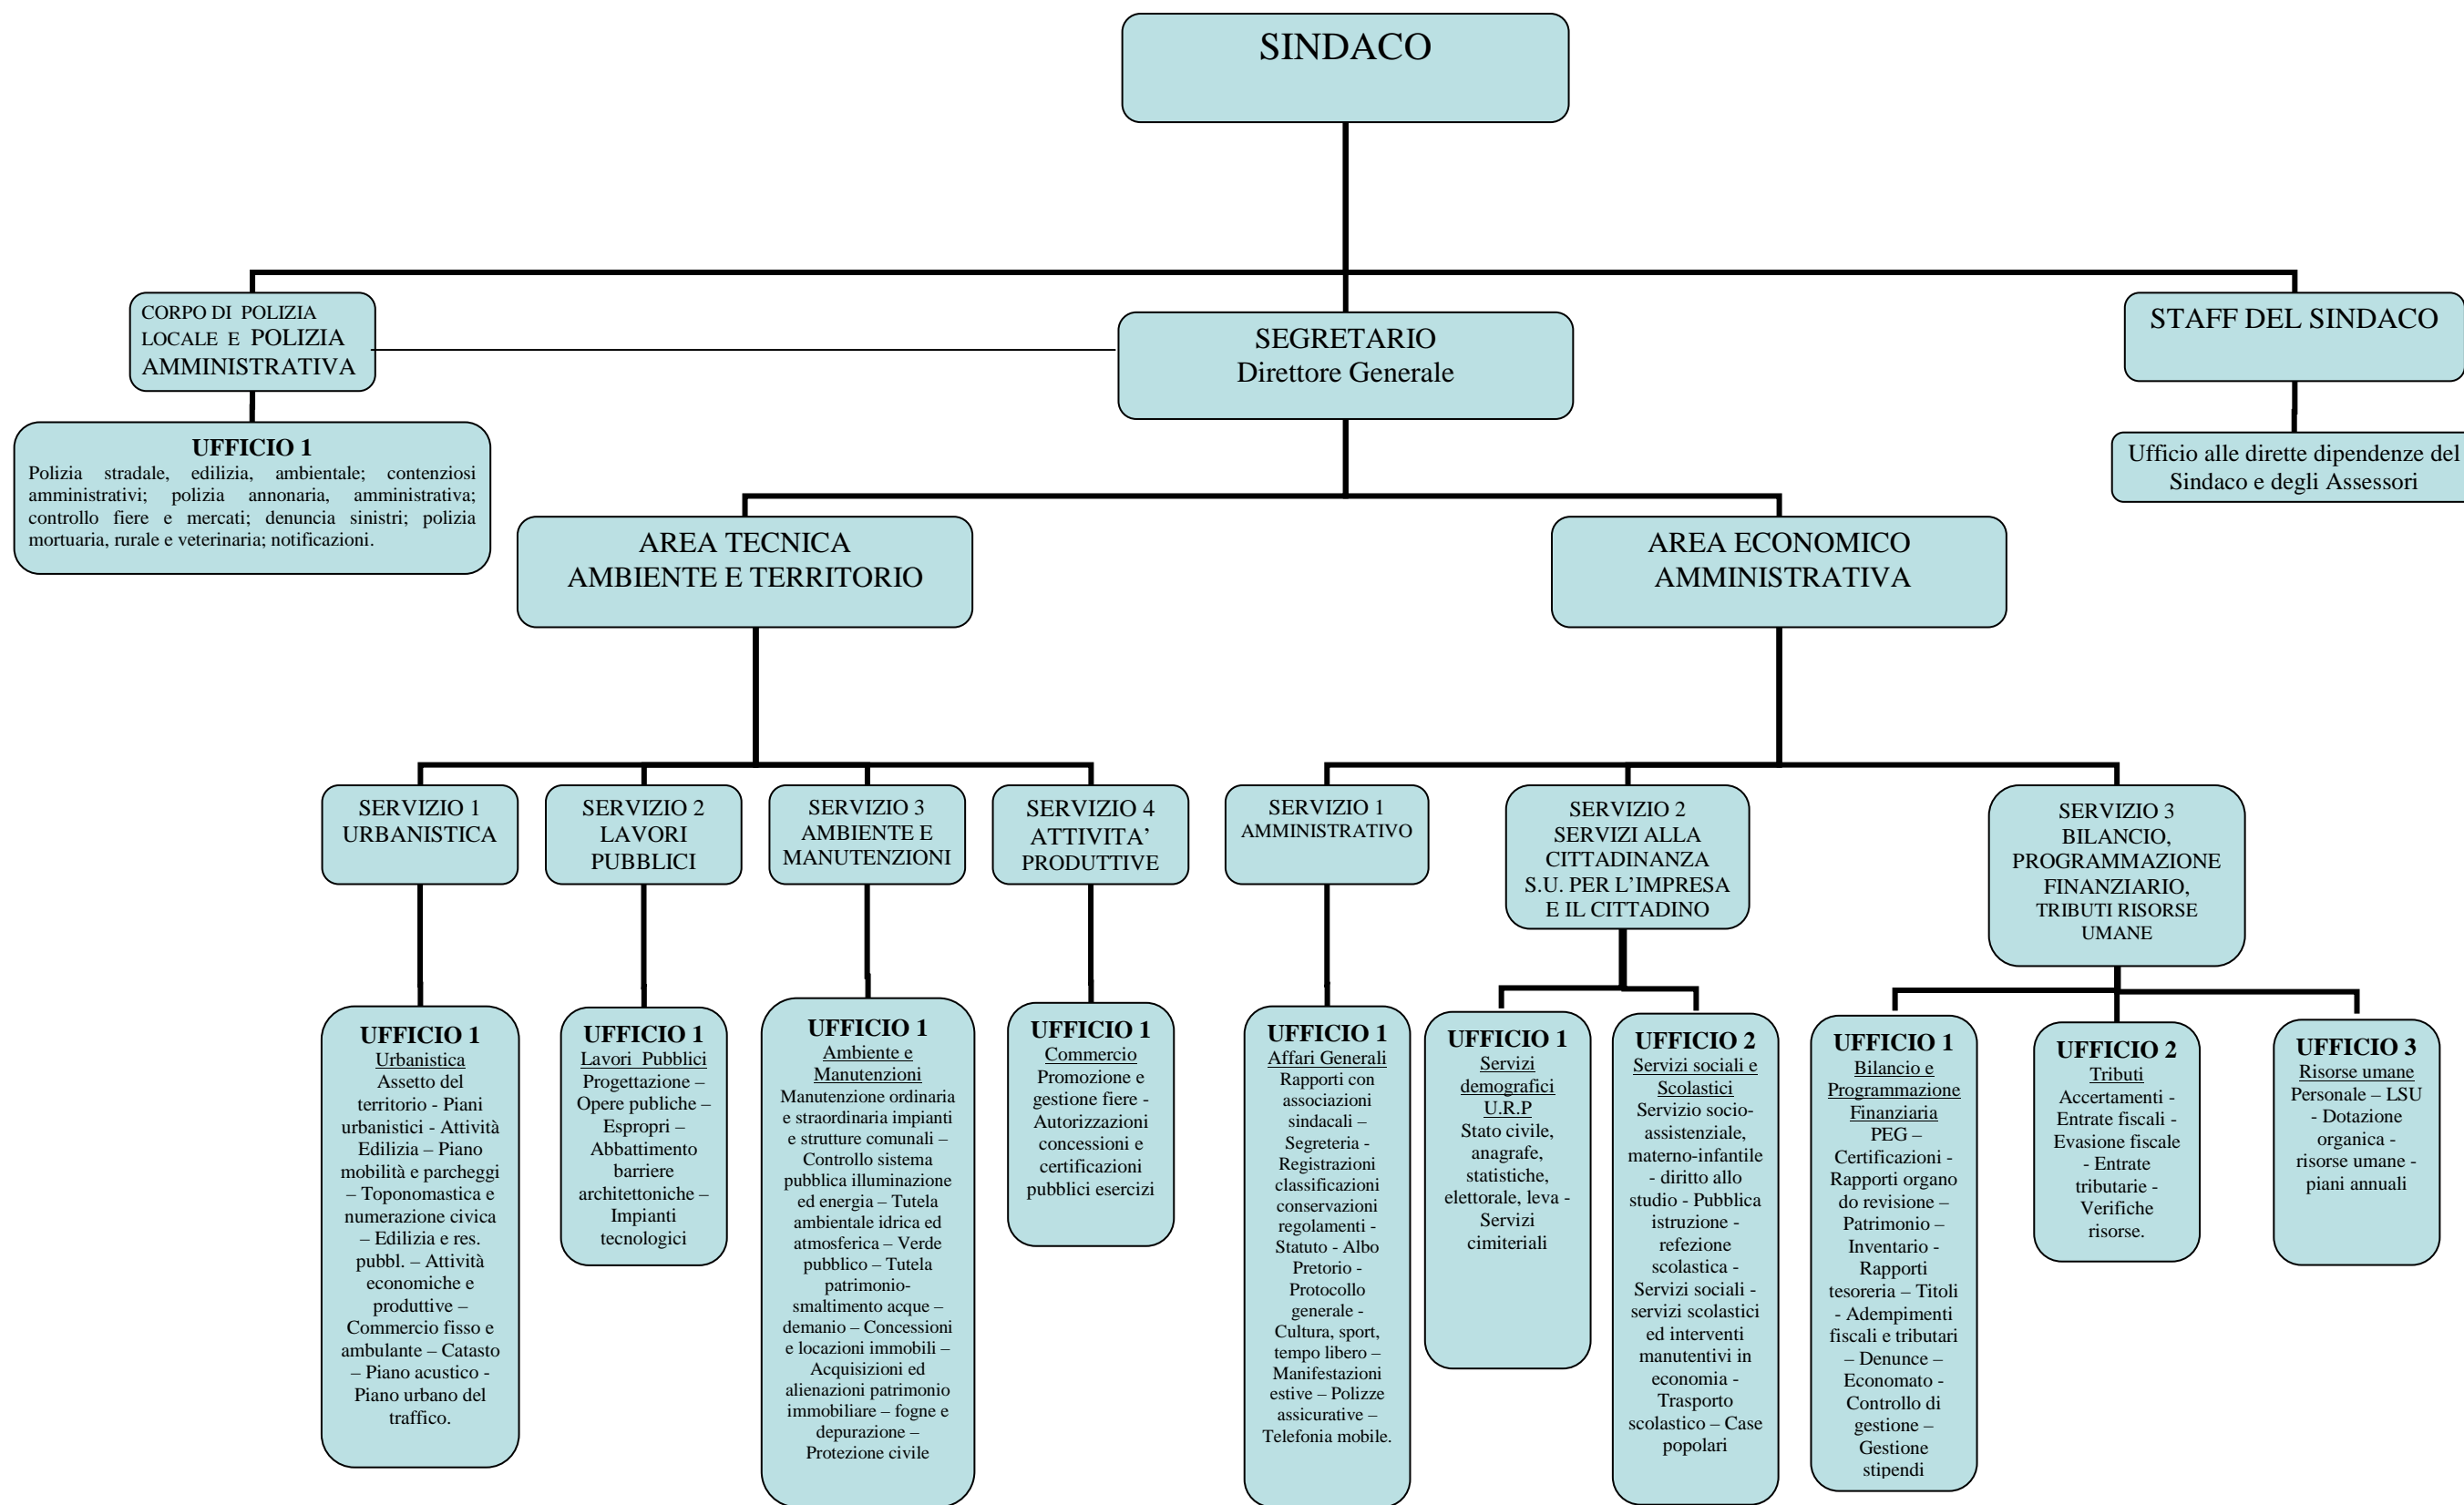 SINDACO
CORPO DI POLIZIA
LOCALE E POLIZIA
AMMINISTRATIVA
SEGRETARIO
Direttore Generale
STAFF DEL SINDACO
UFFICIO 1
Polizia stradale, edilizia, ambientale; contenziosi
amministrativi; polizia annonaria, amministrativa;
controllo fiere e mercati; denuncia sinistri; polizia
mortuaria, rurale e veterinaria; notificazioni.
Ufficio alle dirette dipendenze del
Sindaco e degli Assessori
AREA TECNICA
AMBIENTE E TERRITORIO
AREA ECONOMICO
AMMINISTRATIVA
SERVIZIO 1
URBANISTICA
SERVIZIO 2
LAVORI
PUBBLICI
SERVIZIO 3
AMBIENTE E
MANUTENZIONI
SERVIZIO 4
ATTIVITA’
PRODUTTIVE
SERVIZIO 1
AMMINISTRATIVO
SERVIZIO 2
SERVIZI ALLA
CITTADINANZA
S.U. PER L’IMPRESA
E IL CITTADINO
SERVIZIO 3
BILANCIO,
PROGRAMMAZIONE
FINANZIARIO,
TRIBUTI RISORSE
UMANE
UFFICIO 1
Urbanistica
Assetto del
territorio - Piani
urbanistici - Attività
Edilizia – Piano
mobilità e parcheggi
– Toponomastica e
numerazione civica
– Edilizia e res.
pubbl. – Attività
economiche e
produttive –
Commercio fisso e
ambulante – Catasto
– Piano acustico -
Piano urbano del
traffico.
UFFICIO 1
Lavori Pubblici
Progettazione –
Opere publiche –
Espropri –
Abbattimento
barriere
architettoniche –
Impianti
tecnologici
UFFICIO 1
Ambiente e
Manutenzioni
Manutenzione ordinaria
e straordinaria impianti
e strutture comunali –
Controllo sistema
pubblica illuminazione
ed energia – Tutela
ambientale idrica ed
atmosferica – Verde
pubblico – Tutela
patrimonio-
smaltimento acque –
demanio – Concessioni
e locazioni immobili –
Acquisizioni ed
alienazioni patrimonio
immobiliare – fogne e
depurazione –
Protezione civile
UFFICIO 1
Commercio
Promozione e
gestione fiere -
Autorizzazioni
concessioni e
certificazioni
pubblici esercizi
UFFICIO 1
Affari Generali
Rapporti con
associazioni
sindacali –
Segreteria -
Registrazioni
classificazioni
conservazioni
regolamenti -
Statuto - Albo
Pretorio -
Protocollo
generale -
Cultura, sport,
tempo libero –
Manifestazioni
estive – Polizze
assicurative –
Telefonia mobile.
UFFICIO 1
Servizi
demografici
U.R.P
Stato civile,
anagrafe,
statistiche,
elettorale, leva -
Servizi
cimiteriali
UFFICIO 2
Servizi sociali e
Scolastici
Servizio socio-
assistenziale,
materno-infantile
- diritto allo
studio - Pubblica
istruzione -
refezione
scolastica -
Servizi sociali -
servizi scolastici
ed interventi
manutentivi in
economia -
Trasporto
scolastico – Case
popolari
UFFICIO 1
Bilancio e
Programmazione
Finanziaria
PEG –
Certificazioni -
Rapporti organo
do revisione –
Patrimonio –
Inventario -
Rapporti
tesoreria – Titoli
- Adempimenti
fiscali e tributari
– Denunce –
Economato -
Controllo di
gestione –
Gestione
stipendi
UFFICIO 2
Tributi
Accertamenti -
Entrate fiscali -
Evasione fiscale
- Entrate
tributarie -
Verifiche
risorse.
UFFICIO 3
Risorse umane
Personale – LSU
- Dotazione
organica -
risorse umane -
piani annuali